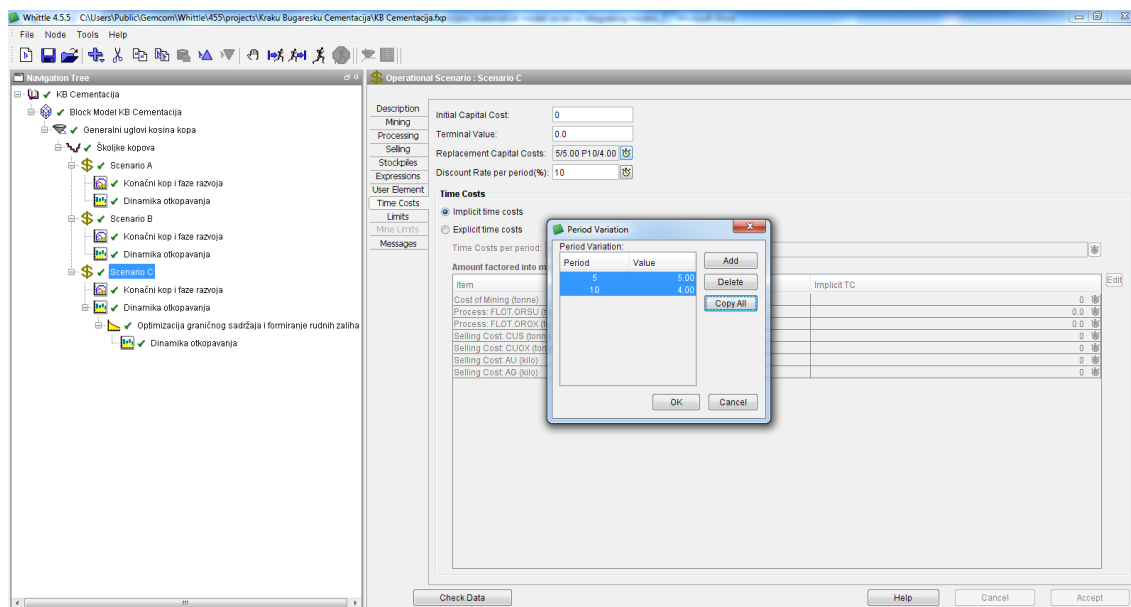 Whittle 4.5.5 C:\Users\Public\Gemcom\Whittle\455\projects\Kraku Bugaresku Cementacija\KB Cementacija.fxp
File Node Tools Help
Navigation Tree
KB Cementacija
Block Model KB Cementacija
Generalni uglovi kosina kopa
Školjke kopova
Scenario A
Konačni kop i faze razvoja
Dinamika otkopavanja
Scenario B
Konačni kop i faze razvoja
Dinamika otkopavanja
Scenario C
Konačni kop i faze razvoja
Dinamika otkopavanja
Optimizacija graničnog sadržaja i formiranje rudnih zaliha
Dinamika otkopavanja
Operational Scenario : Scenario C
Description
Mining
Processing
Selling
Stockpiles
Expressions
User Element
Time Costs
Limits
Mine Limits
Messages
Initial Capital Cost: 0
Terminal Value: 0.0
Replacement Capital Costs: 5/5.00 P10/4.00
Discount Rate per period(%): 10
Time Costs
Implicit time costs
Explicit time costs
Time Costs per period:
Amount factored into m
Edit
Item Implicit TC
Cost of Mining (tonne) 0
Process: FLOT.ORSU (t 0.0
Process: FLOT.OROX (t 0.0
Selling Cost: CUS (tonn 0
Selling Cost: CUOX (ton 0
Selling Cost: AU (kilo) 0
Selling Cost: AG (kilo) 0
Period Variation
Period Variation:
Period Value
5 5.00
10 4.00
Add
Delete
Copy All
OK Cancel
Check Data Help Cancel Accept